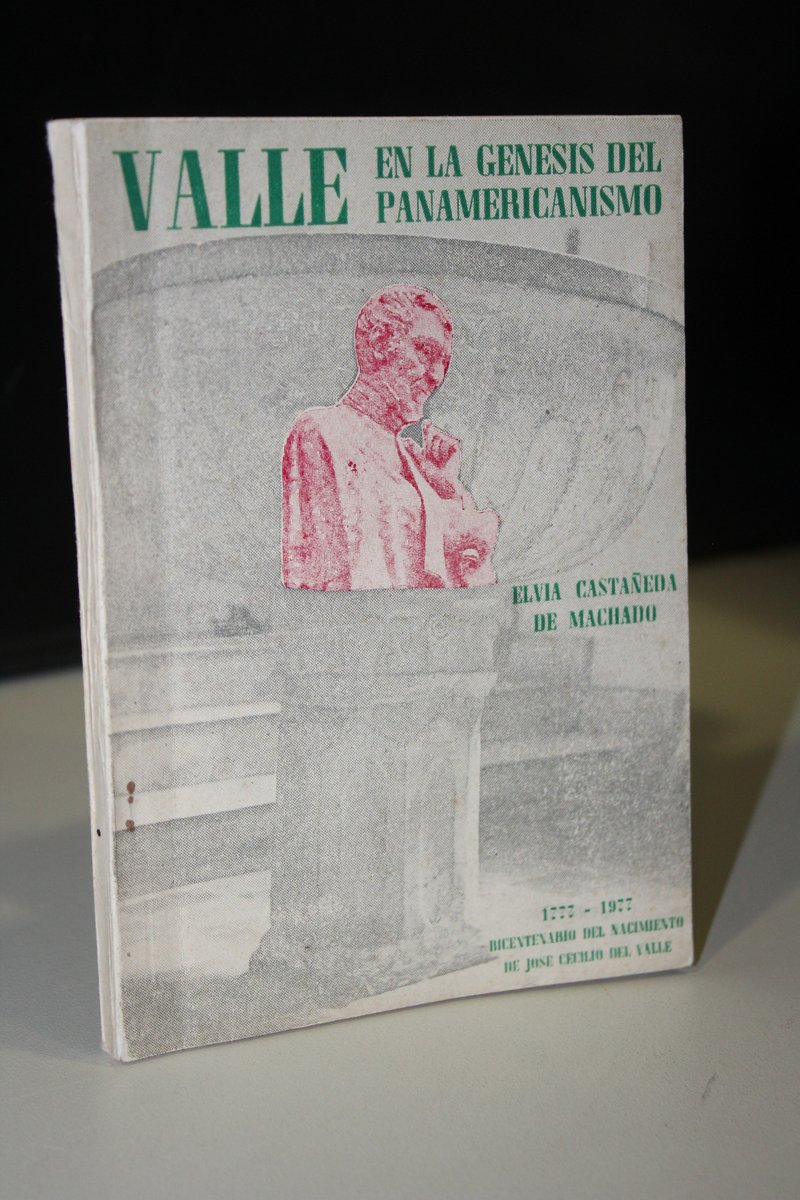 VALLE
EN LA GENESIS DEL
PANAMERICANISMO
ELVIA CASTAÑEDA
DE MACHADO
1777 - 1977
BICENTENARIO DEL NACIMIENTO
DE JOSE CECILIO DEL VALLE